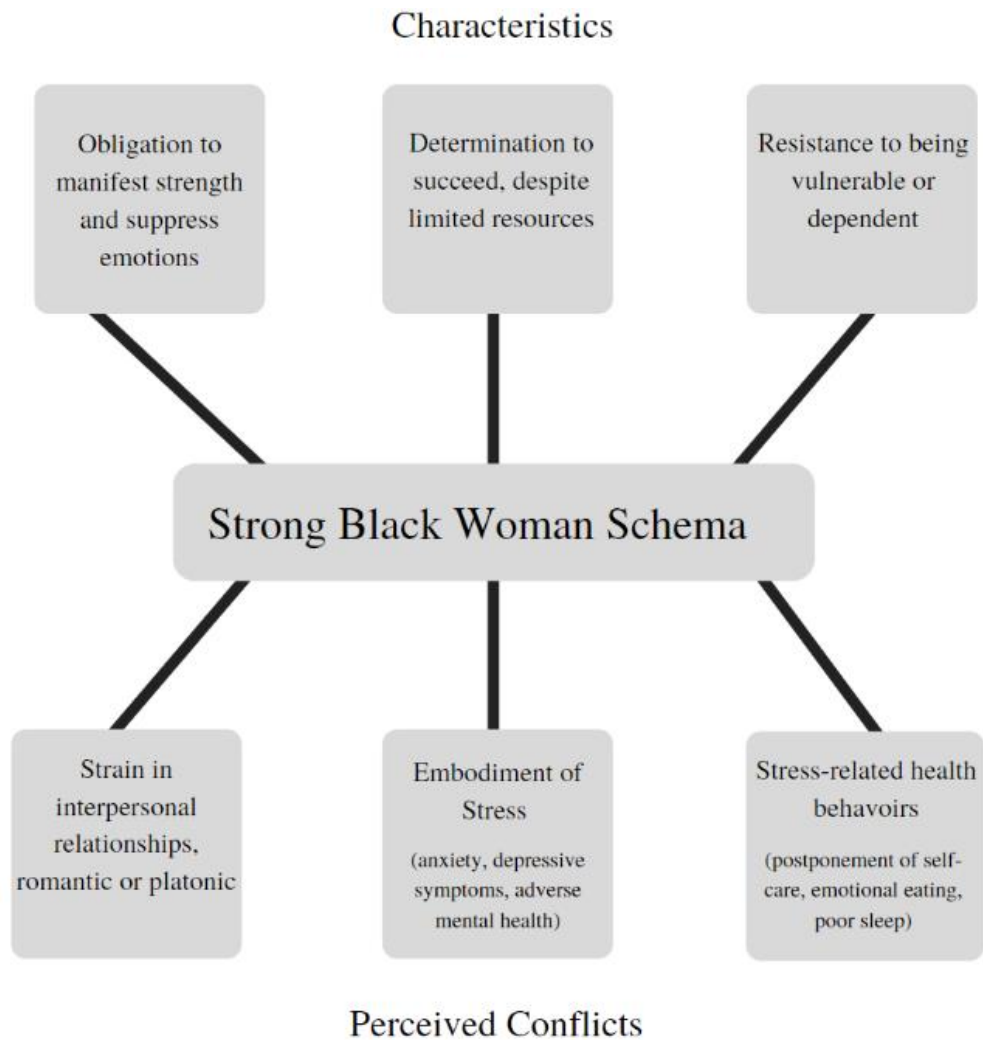 Characteristics
Obligation to
manifest strength
and suppress
emotions
Determination to
succeed, despite
limited resources
Resistance to being
vulnerable or
dependent
Strong Black Woman Schema
Strain in
interpersonal
relationships,
romantic or platonic
Embodiment of
Stress
(anxiety, depressive
symptoms, adverse
mental health)
Stress-related health
behavoirs
(postponement of self-
care, emotional eating,
poor sleep)
Perceived Conflicts